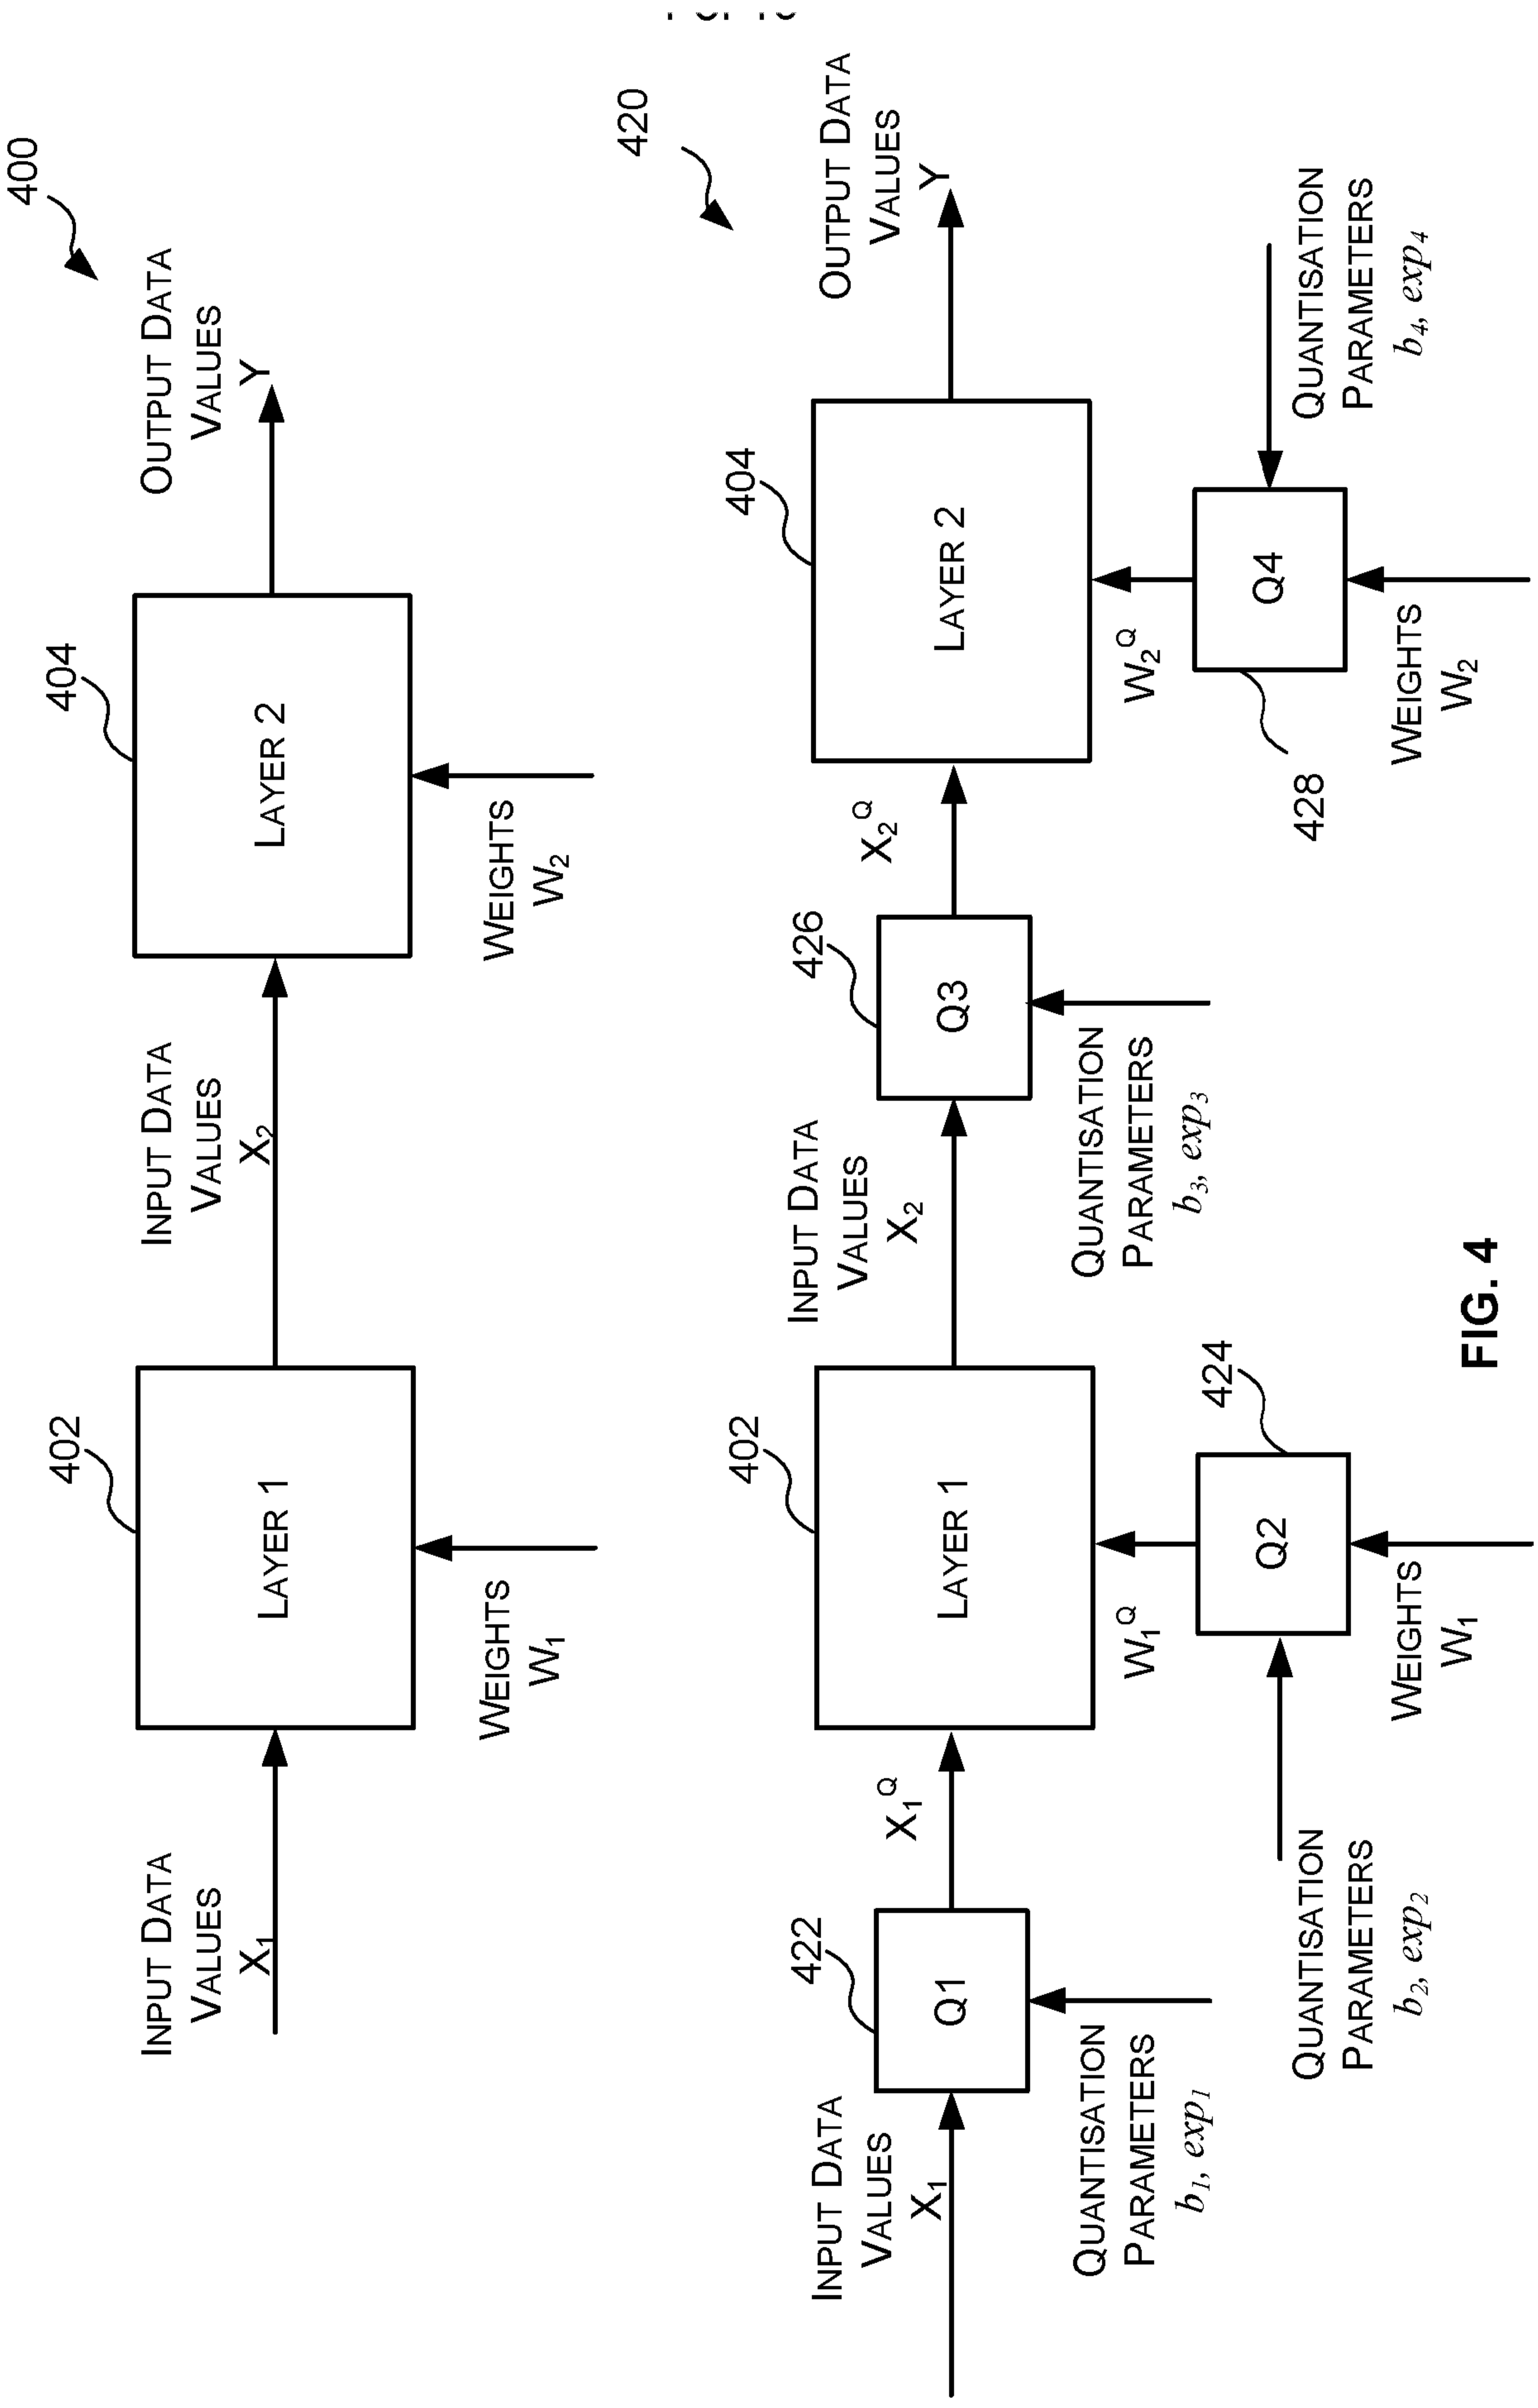 400
INPUT DATA
VALUES
X1
402
LAYER 1
WEIGHTS
W1
INPUT DATA
VALUES
X2
404
LAYER 2
WEIGHTS
W2
OUTPUT DATA
VALUES
Y
420
INPUT DATA
VALUES
X1
422
Q1
QUANTISATION
PARAMETERS
b1, exp1
X1Q
402
LAYER 1
W1Q
424
Q2
QUANTISATION
PARAMETERS
b2, exp2
WEIGHTS
W1
INPUT DATA
VALUES
X2
426
Q3
QUANTISATION
PARAMETERS
b3, exp3
X2Q
404
LAYER 2
W2Q
428
Q4
QUANTISATION
PARAMETERS
b4, exp4
WEIGHTS
W2
OUTPUT DATA
VALUES
Y
FIG. 4